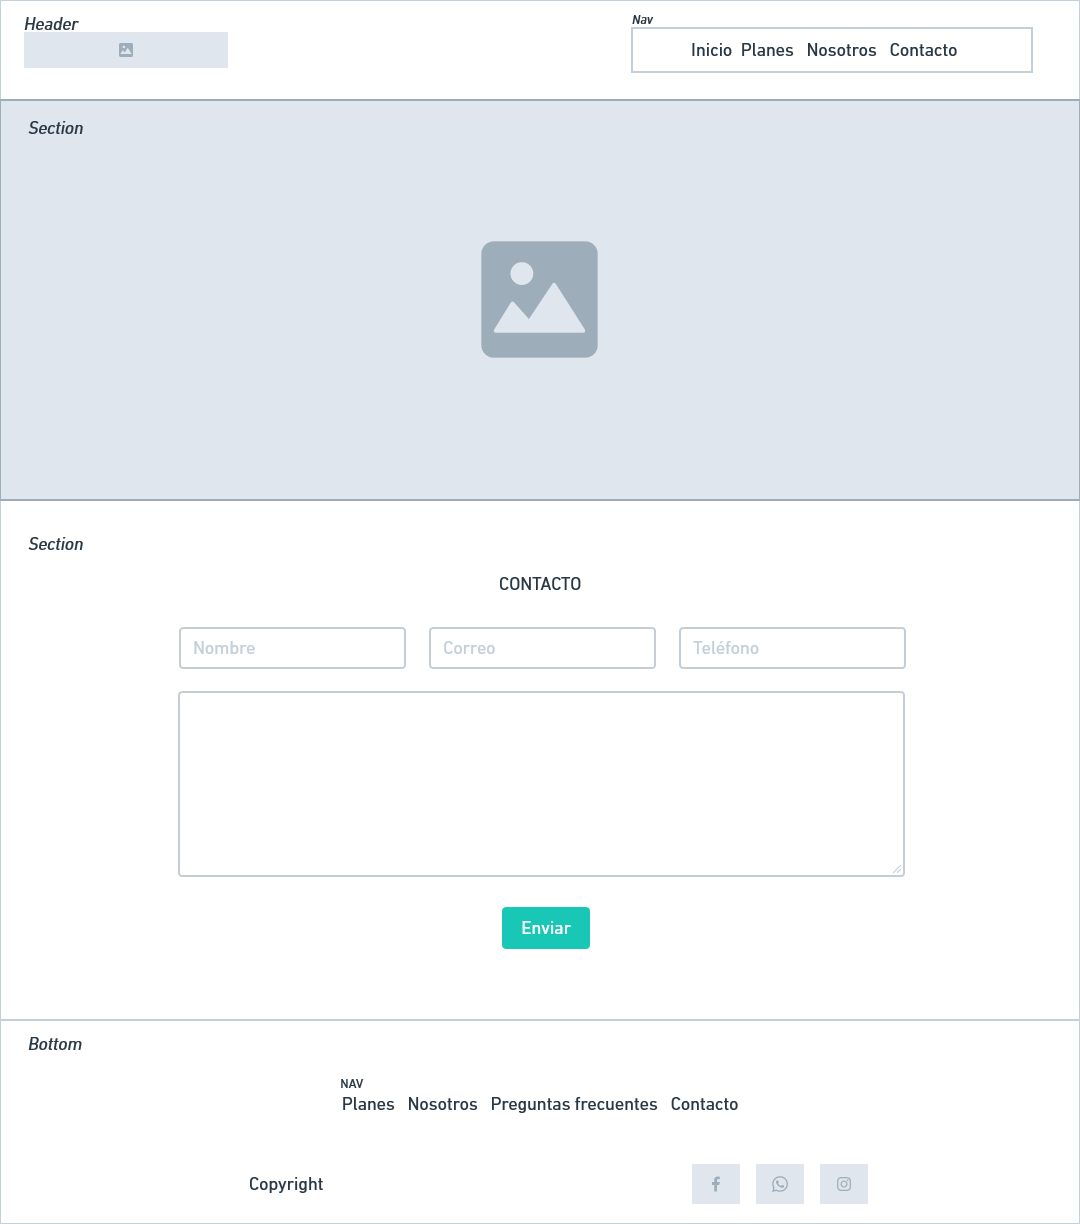 Header
Nav
Inicio Planes Nosotros Contacto
Section
Section
CONTACTO
Nombre Correo Teléfono
Enviar
Bottom
NAV
Planes Nosotros Preguntas frecuentes Contacto
Copyright